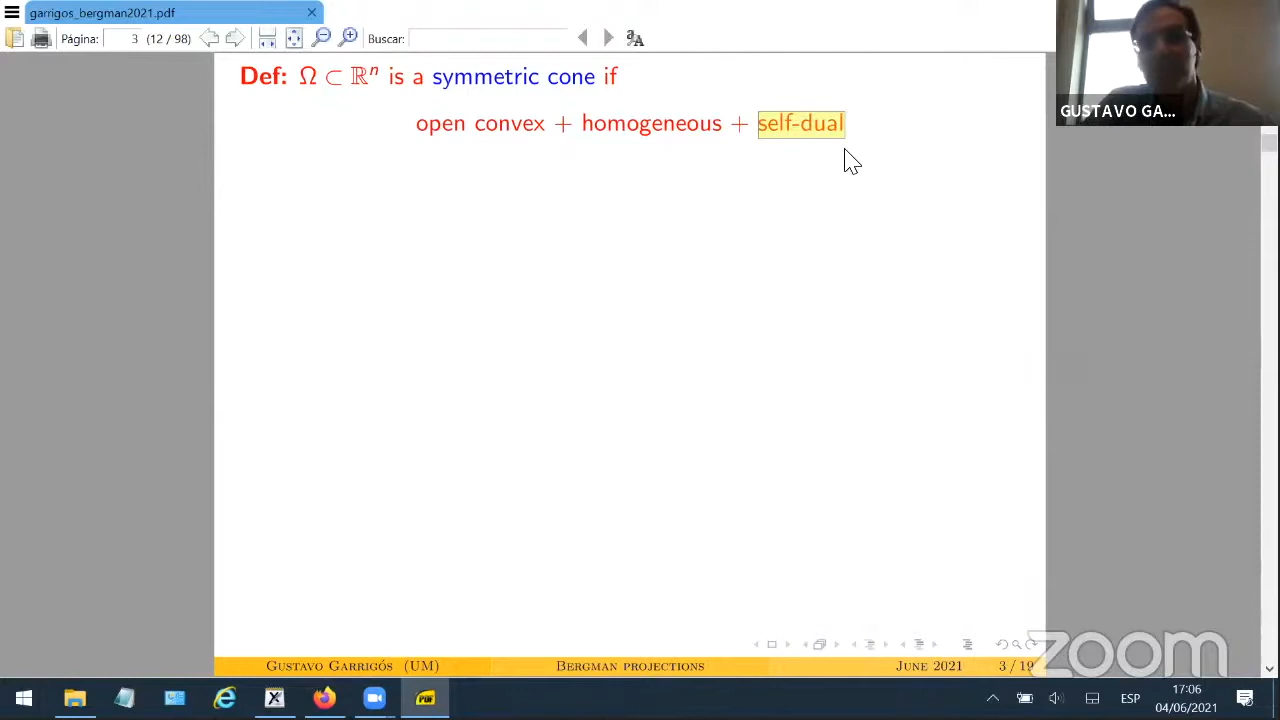 garrigos_bergman2021.pdf
Página: 3 (12 / 98) Buscar:
GUSTAVO GA...
Def: Ω ⊂ ℝⁿ is a symmetric cone if
open convex + homogeneous + self-dual
GUSTAVO GARRIGÓS (UM) BERGMAN PROJECTIONS JUNE 2021 3 / 19
zoom
ESP
17:06
04/06/2021